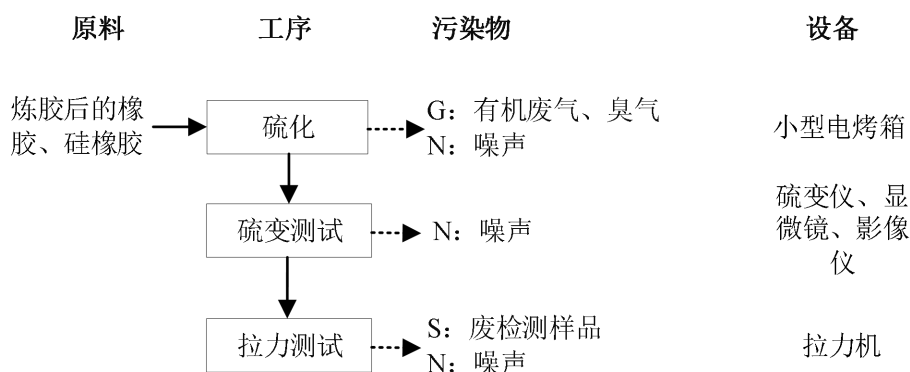 原料 工序 污染物 设备
炼胶后的橡
胶、硅橡胶
硫化
G：有机废气、臭气
N：噪声
小型电烤箱
硫变测试
N：噪声
硫变仪、显
微镜、影像
仪
拉力测试
S：废检测样品
N：噪声
拉力机